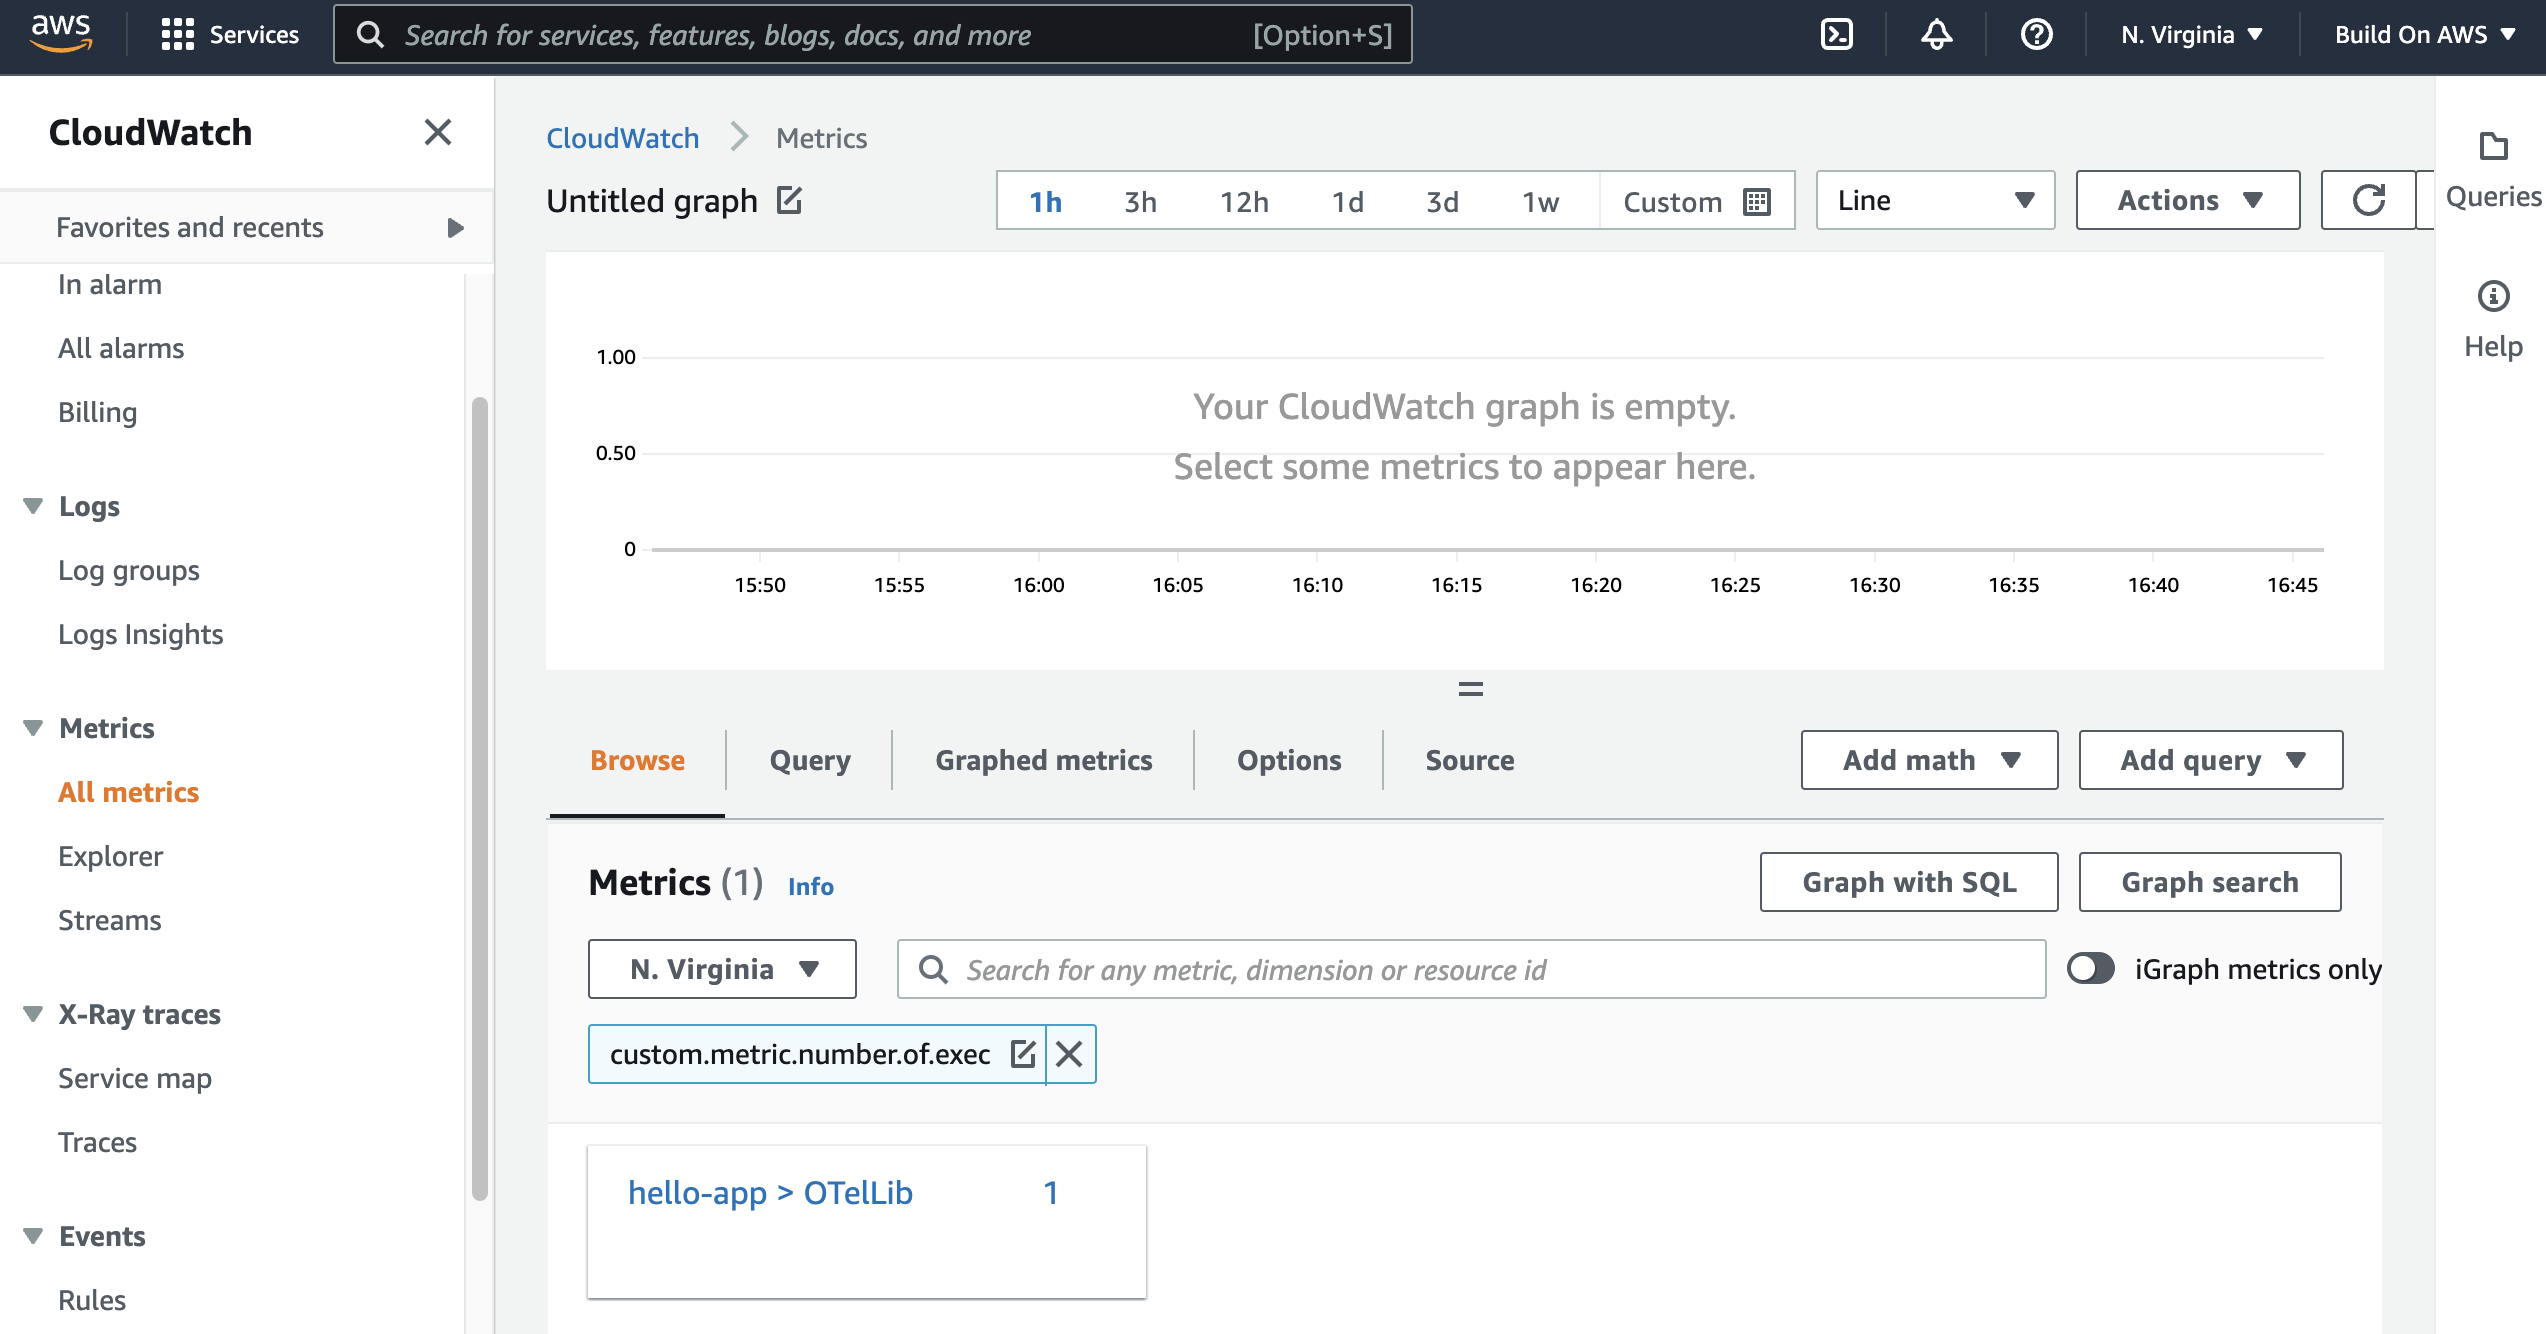 aws
Services
Search for services, features, blogs, docs, and more
[Option+S]
N. Virginia
Build On AWS
CloudWatch
Favorites and recents
In alarm
All alarms
Billing
Logs
Log groups
Logs Insights
Metrics
All metrics
Explorer
Streams
X-Ray traces
Service map
Traces
Events
Rules
CloudWatch
Metrics
Untitled graph
1h
3h
12h
1d
3d
1w
Custom
Line
Actions
1.00
0.50
0
Your CloudWatch graph is empty.
Select some metrics to appear here.
15:50
15:55
16:00
16:05
16:10
16:15
16:20
16:25
16:30
16:35
16:40
16:45
Browse
Query
Graphed metrics
Options
Source
Add math
Add query
Metrics (1)
Info
Graph with SQL
Graph search
N. Virginia
Search for any metric, dimension or resource id
iGraph metrics only
custom.metric.number.of.exec
hello-app > OTelLib
1
Queries
Help